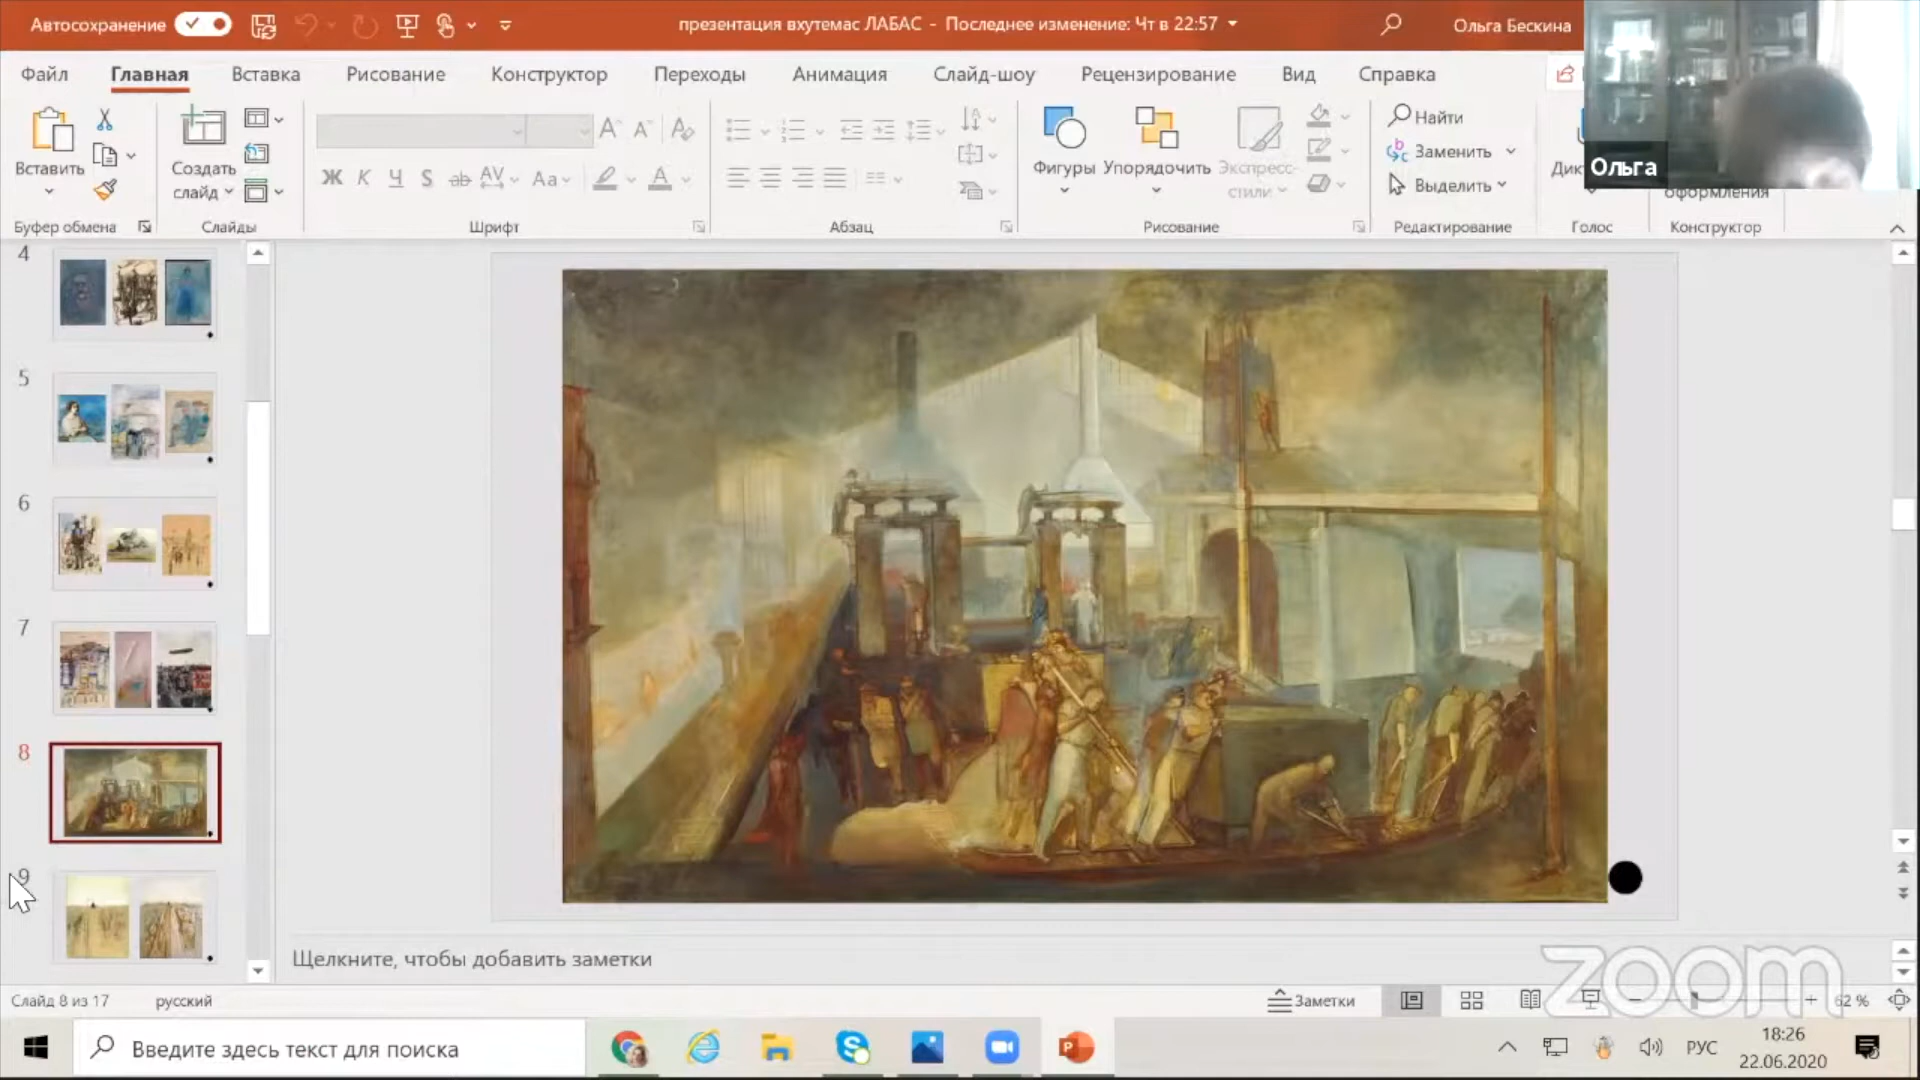 Автосохранение
презентация вхутемас ЛАБАС - Последнее изменение: Чт в 22:57
Ольга Бескина
Файл Главная Вставка Рисование Конструктор Переходы Анимация Слайд-шоу Рецензирование Вид Справка
Вставить
Создать
слайд
Ж К Ч S ab AV Aa A
Фигуры
Упорядочить
Экспресс-
стили
Найти
Заменить
Выделить
Дик
оформления
Ольга
Буфер обмена Слайды Шрифт Абзац Рисование Редактирование Голос Конструктор
4
5
6
7
8
9
Щелкните, чтобы добавить заметки
zoom
Слайд 8 из 17 русский Заметки 62 %
Введите здесь текст для поиска
РУС
18:26
22.06.2020